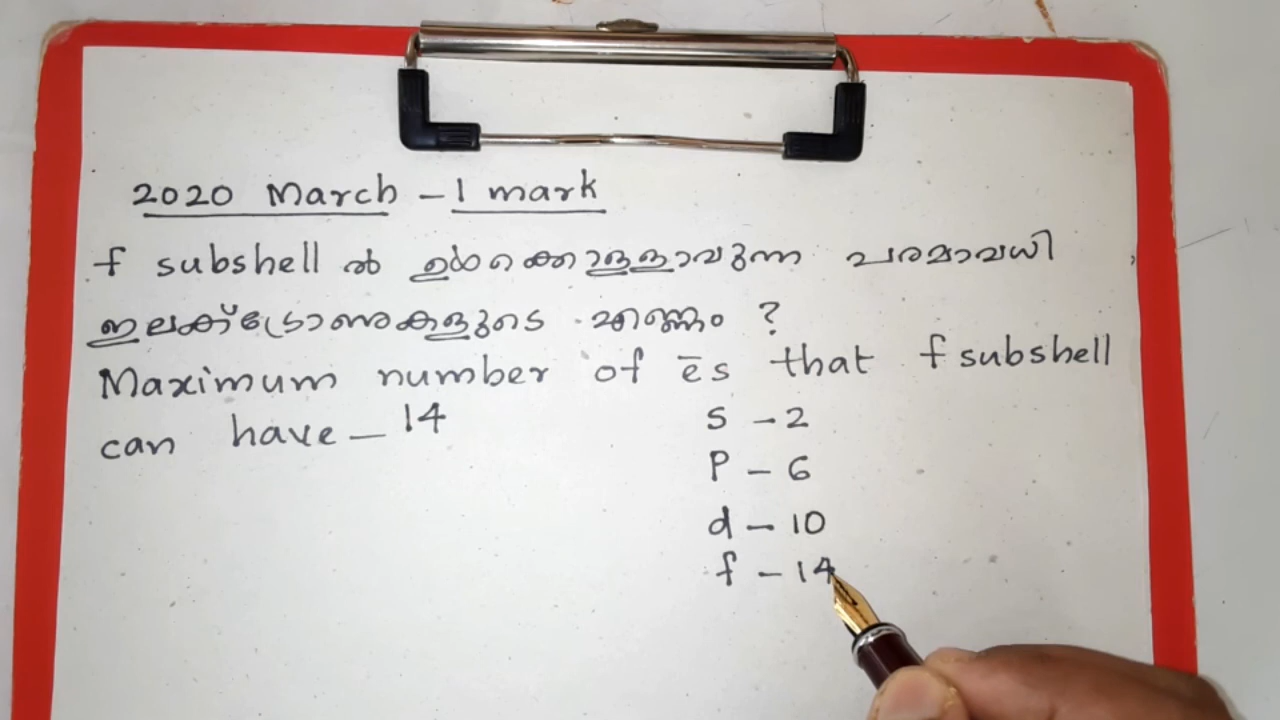 2020 March - 1 mark
f subshell ൽ ഉൾക്കൊള്ളാവുന്ന പരമാവധി
ഇലക്ട്രോണുകളുടെ എണ്ണം ?
Maximum number of ēs that f subshell
can have - 14
s - 2
P - 6
d - 10
f - 14